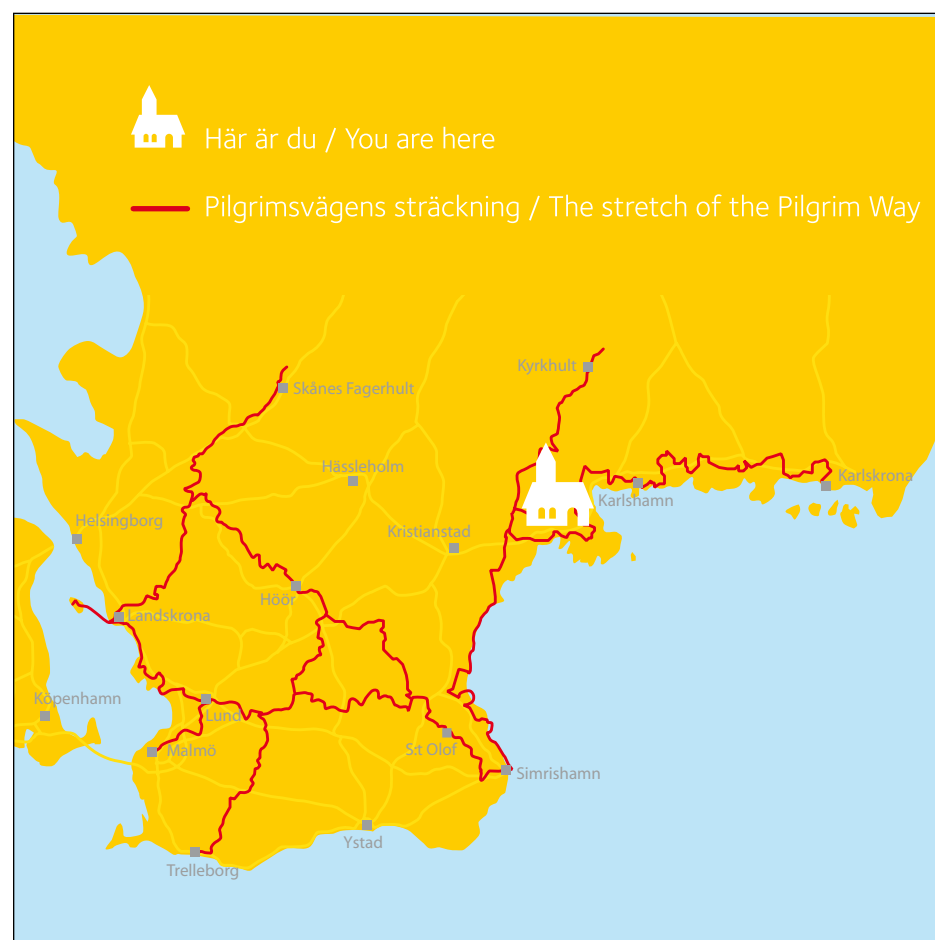 Här är du / You are here
Pilgrimsvägens sträckning / The stretch of the Pilgrim Way
Kyrkhult
Skånes Fagerhult
Hässleholm
Karlskrona
Karlshamn
Helsingborg
Kristianstad
Höör
Landskrona
Köpenhamn
Lund
Malmö
S:t Olof
Simrishamn
Ystad
Trelleborg